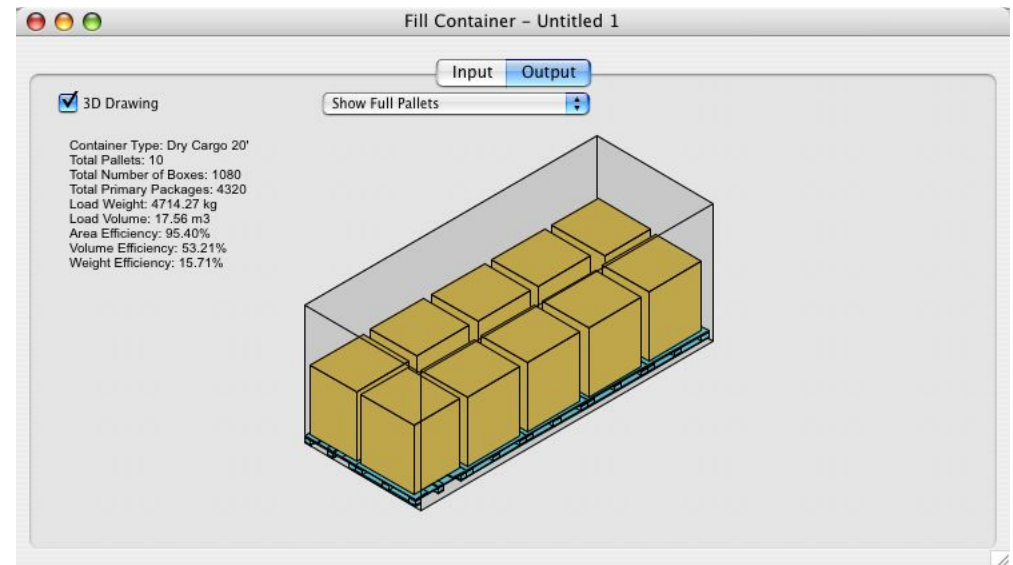 Fill Container – Untitled 1
Input Output
3D Drawing
Show Full Pallets
Container Type: Dry Cargo 20'
Total Pallets: 10
Total Number of Boxes: 1080
Total Primary Packages: 4320
Load Weight: 4714.27 kg
Load Volume: 17.56 m3
Area Efficiency: 95.40%
Volume Efficiency: 53.21%
Weight Efficiency: 15.71%